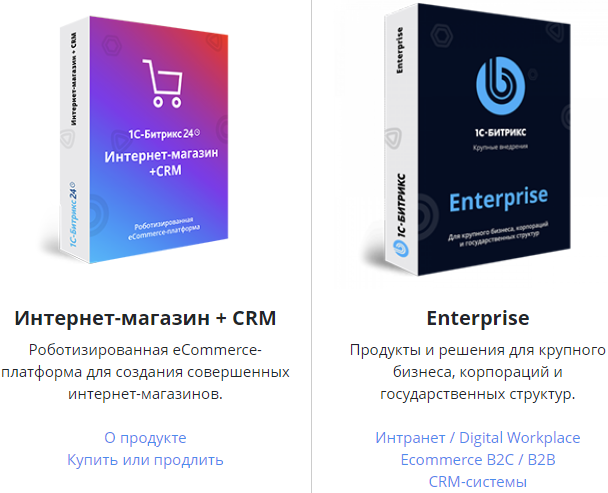 Интернет-магазин + CRM
1С-Битрикс24
1С-Битрикс24
Интернет-магазин
+CRM
Роботизированная
eCommerce-платформа
Интернет-магазин + CRM
Роботизированная eCommerce-
платформа для создания совершенных
интернет-магазинов.
О продукте
Купить или продлить
Enterprise
1С-БИТРИКС
1С-БИТРИКС
Крупные внедрения
Enterprise
Для крупного бизнеса, корпораций
и государственных структур
Enterprise
Продукты и решения для крупного
бизнеса, корпораций и
государственных структур.
Интранет / Digital Workplace
Ecommerce B2C / B2B
CRM-системы